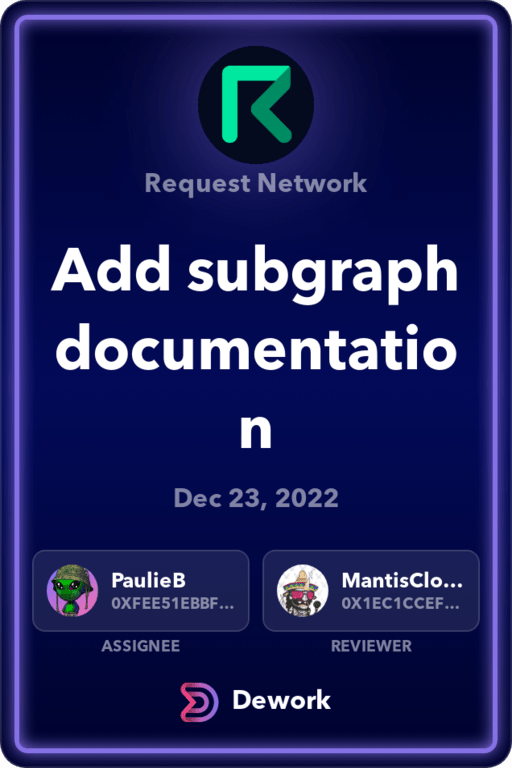 Request Network
Add subgraph
documentatio
n
Dec 23, 2022
PaulieB
0XFEE51EBBF...
MantisClo...
0X1EC1CCEF...
ASSIGNEE
REVIEWER
Dework